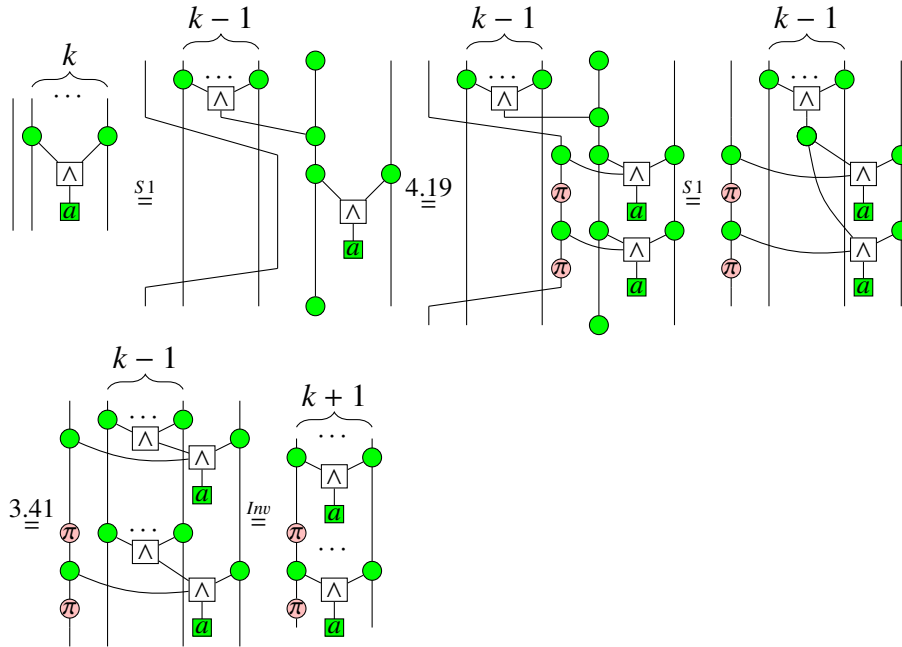 k k − 1 k − 1 k − 1
··· ··· ··· ···
∧ ∧ ∧ ∧
a S1 = ∧ a 4.19 = π ∧ a π ∧ a S1 = π ∧ a π ∧ a
k − 1 k + 1
··· ∧ ∧ a ···
∧ a
3.41 = π ··· ∧ Inv = π ···
π ∧ a π ∧ a